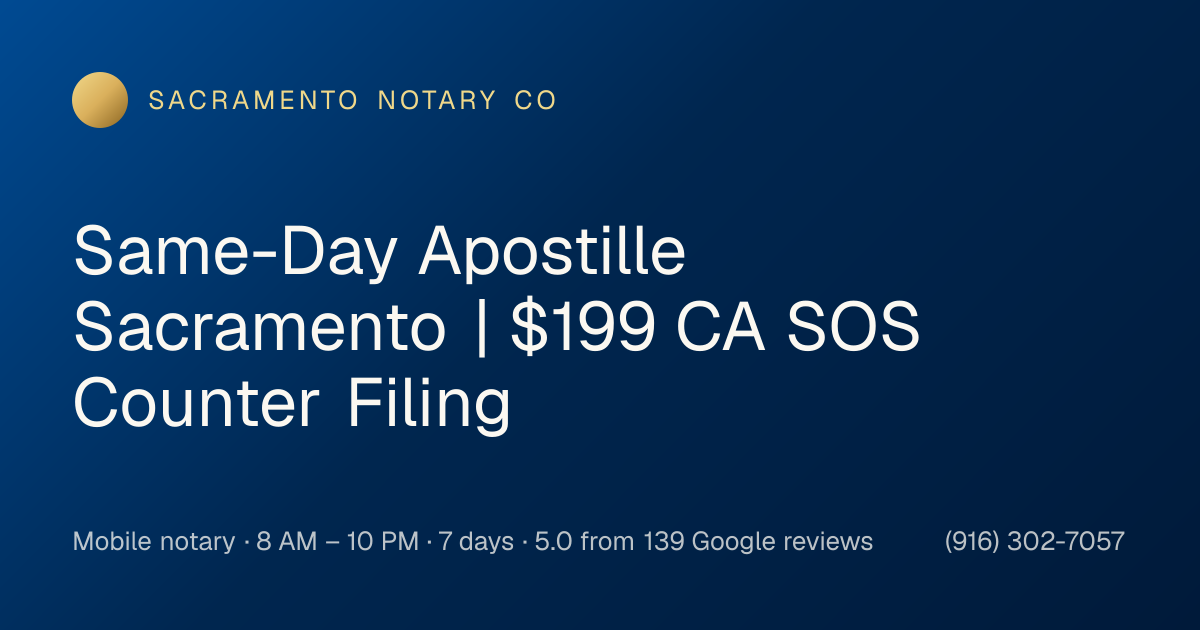 SACRAMENTO NOTARY CO
Same-Day Apostille
Sacramento | $199 CA SOS
Counter Filing
Mobile notary · 8 AM – 10 PM · 7 days · 5.0 from 139 Google reviews
(916) 302-7057